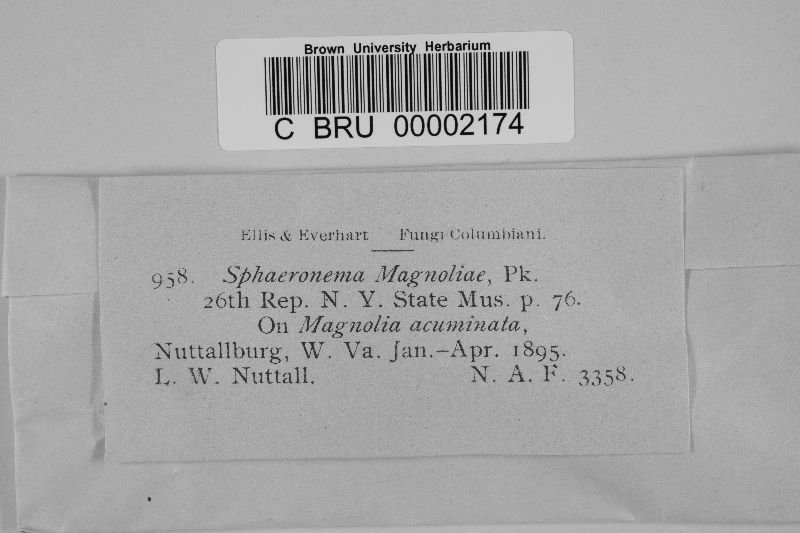 Brown University Herbarium
C BRU 00002174
Ellis & Everhart Fungi Columbiani.
958. Sphaeronema Magnoliae, Pk.
26th Rep. N. Y. State Mus. p. 76.
On Magnolia acuminata,
Nuttallburg, W. Va. Jan.-Apr. 1895.
L. W. Nuttall. N. A. F. 3358.